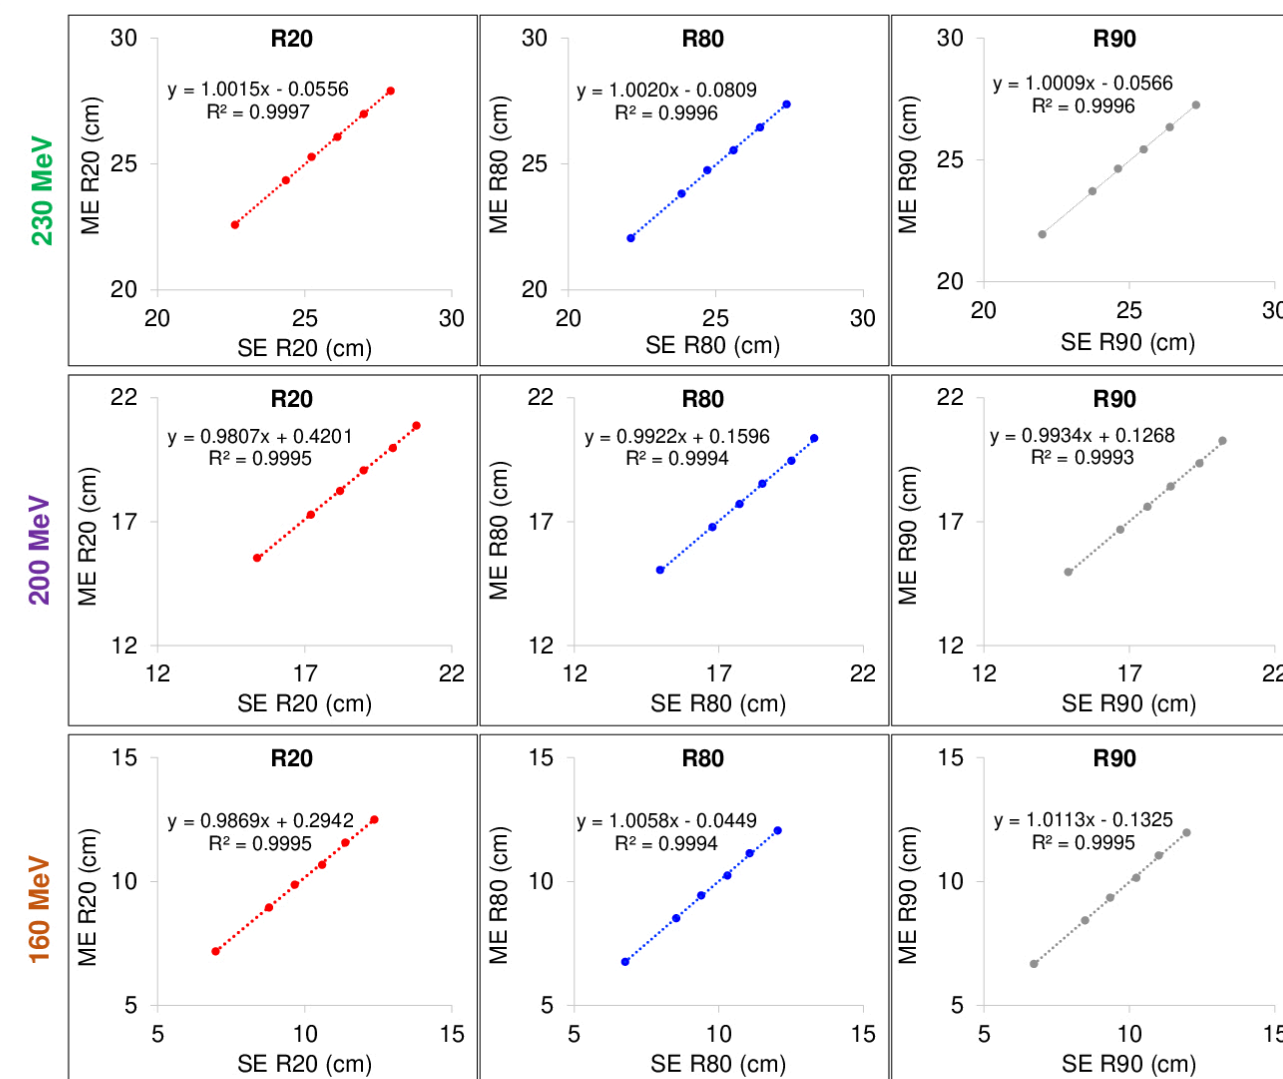 230 MeV
R20
30
25
20
20 25 30
y = 1.0015x - 0.0556
R² = 0.9997
ME R20 (cm)
SE R20 (cm)
R80
30
25
20
20 25 30
y = 1.0020x - 0.0809
R² = 0.9996
ME R80 (cm)
SE R80 (cm)
R90
30
25
20
20 25 30
y = 1.0009x - 0.0566
R² = 0.9996
ME R90 (cm)
SE R90 (cm)
200 MeV
R20
22
17
12
12 17 22
y = 0.9807x + 0.4201
R² = 0.9995
ME R20 (cm)
SE R20 (cm)
R80
22
17
12
12 17 22
y = 0.9922x + 0.1596
R² = 0.9994
ME R80 (cm)
SE R80 (cm)
R90
22
17
12
12 17 22
y = 0.9934x + 0.1268
R² = 0.9993
ME R90 (cm)
SE R90 (cm)
160 MeV
R20
15
10
5
5 10 15
y = 0.9869x + 0.2942
R² = 0.9995
ME R20 (cm)
SE R20 (cm)
R80
15
10
5
5 10 15
y = 1.0058x - 0.0449
R² = 0.9994
ME R80 (cm)
SE R80 (cm)
R90
15
10
5
5 10 15
y = 1.0113x - 0.1325
R² = 0.9995
ME R90 (cm)
SE R90 (cm)